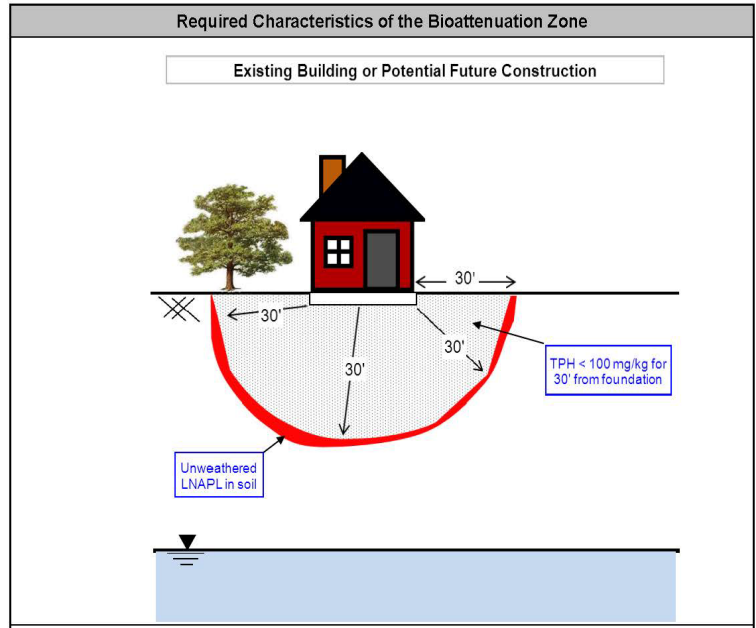 Required Characteristics of the Bioattenuation Zone
Existing Building or Potential Future Construction
30'
30'
30'
30'
TPH < 100 mg/kg for
30' from foundation
Unweathered
LNAPL in soil